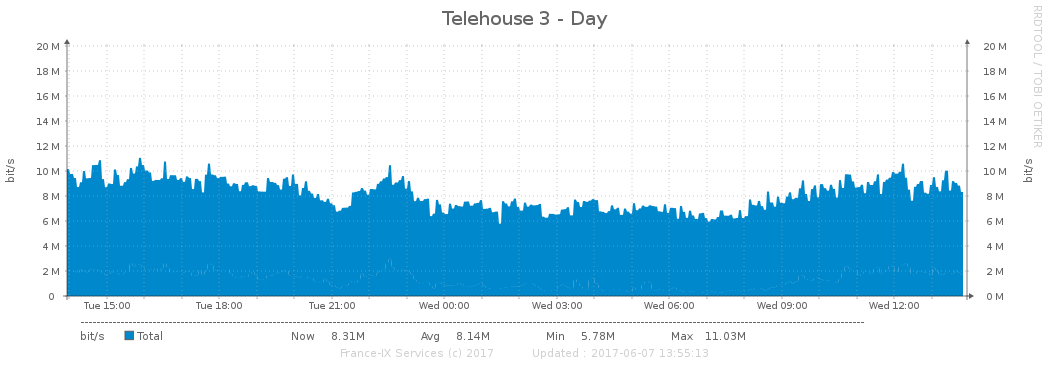 Telehouse 3 - Day
RRDTOOL / TOBI OETIKER
bit/s
bit/s
20 M 20 M
18 M 18 M
16 M 16 M
14 M 14 M
12 M 12 M
10 M 10 M
8 M 8 M
6 M 6 M
4 M 4 M
2 M 2 M
0 0 M
Tue 15:00 Tue 18:00 Tue 21:00 Wed 00:00 Wed 03:00 Wed 06:00 Wed 09:00 Wed 12:00
bit/s Total Now 8.31M Avg 8.14M Min 5.78M Max 11.03M
France-IX Services (c) 2017 Updated : 2017-06-07 13:55:13